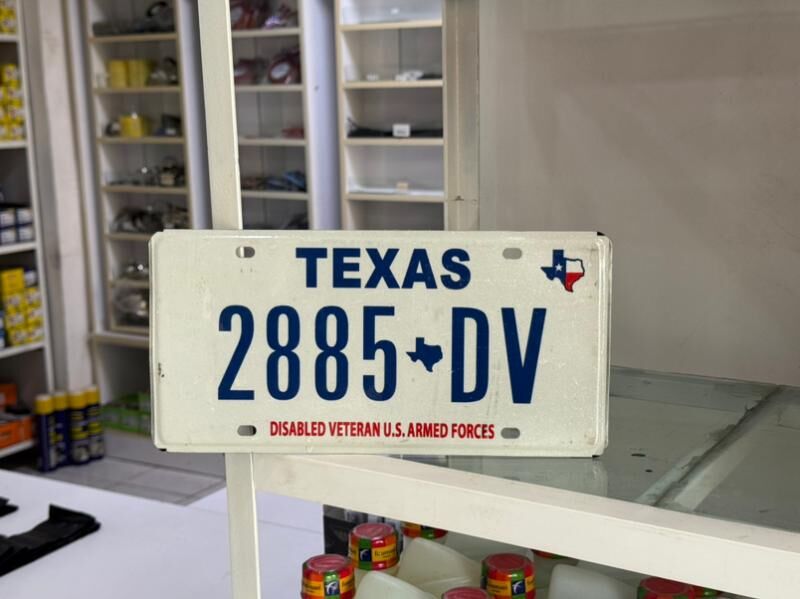 TEXAS
2885 DV
DISABLED VETERAN U.S. ARMED FORCES